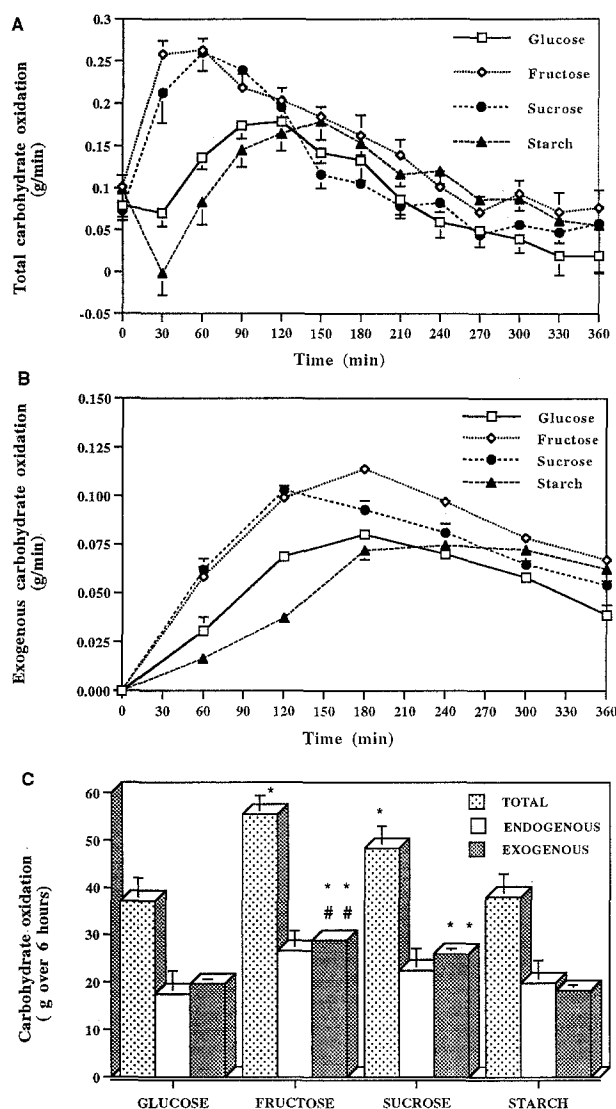 A
Total carbohydrate oxidation
(g/min)
0.3
0.25
0.2
0.15
0.1
0.05
0
-0.05
Glucose
Fructose
Sucrose
Starch
0 30 60 90 120 150 180 210 240 270 300 330 360
Time (min)
B
Exogenous carbohydrate oxidation
(g/min)
0.150
0.125
0.100
0.075
0.050
0.025
0.000
Glucose
Fructose
Sucrose
Starch
0 30 60 90 120 150 180 210 240 270 300 330 360
Time (min)
C
Carbohydrate oxidation
( g over 6 hours)
60
50
40
30
20
10
0
TOTAL
ENDOGENOUS
EXOGENOUS
*
*
* *
# #
* *
GLUCOSE FRUCTOSE SUCROSE STARCH